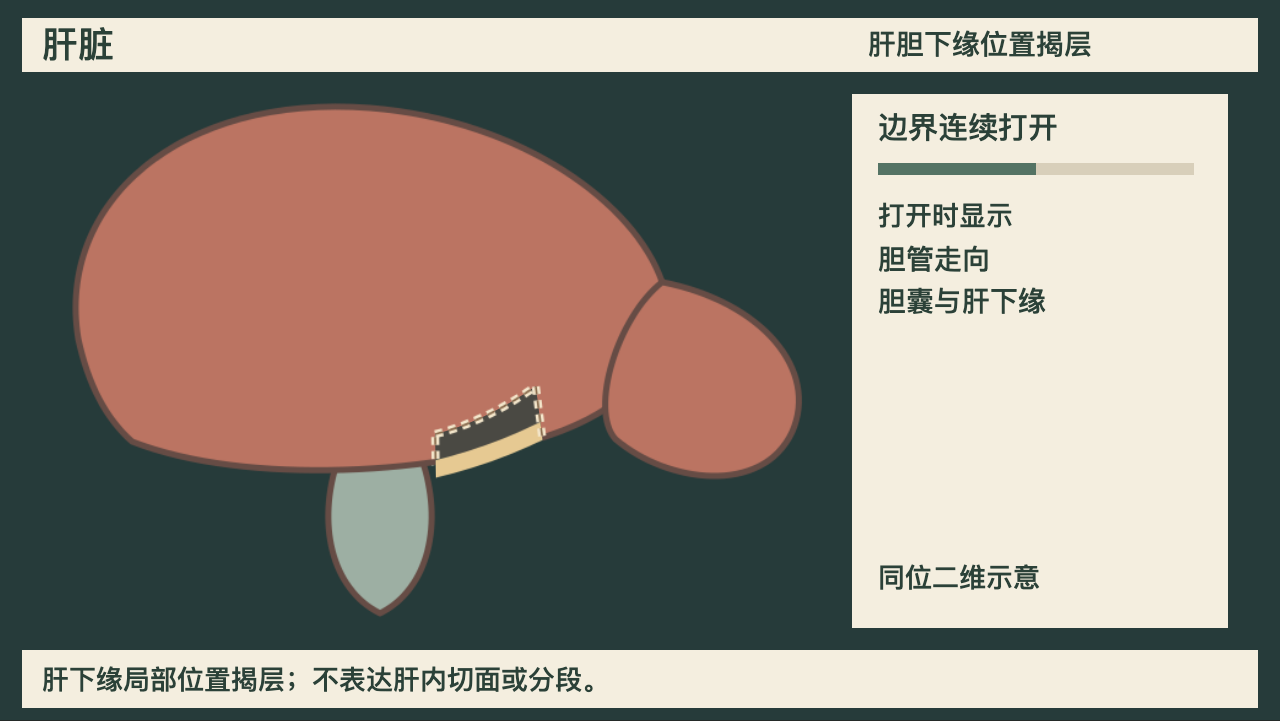 肝脏
肝胆下缘位置揭层
边界连续打开
打开时显示
胆管走向
胆囊与肝下缘
同位二维示意
肝下缘局部位置揭层；不表达肝内切面或分段。